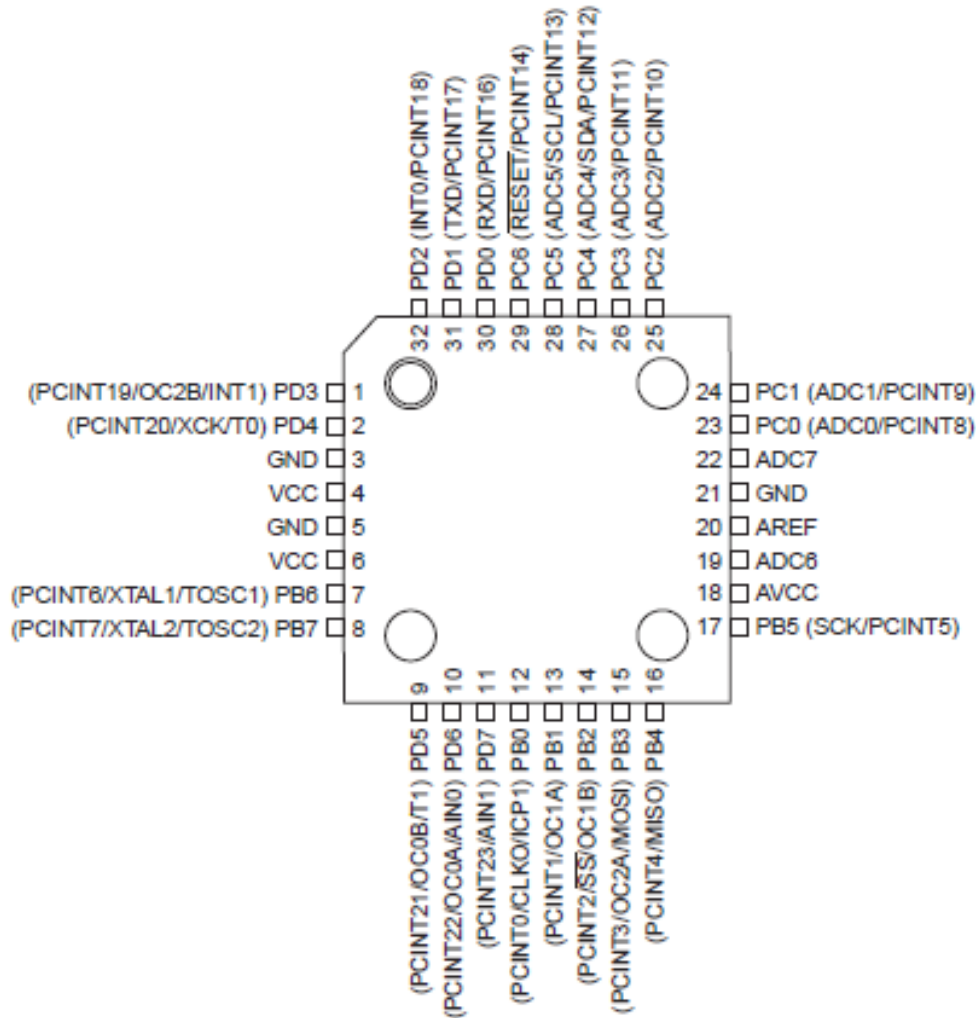 32 PD2 (INT0/PCINT18)
31 PD1 (TXD/PCINT17)
30 PD0 (RXD/PCINT16)
29 PC6 (RESET/PCINT14)
28 PC5 (ADC5/SCL/PCINT13)
27 PC4 (ADC4/SDA/PCINT12)
26 PC3 (ADC3/PCINT11)
25 PC2 (ADC2/PCINT10)
(PCINT19/OC2B/INT1) PD3 1
(PCINT20/XCK/T0) PD4 2
GND 3
VCC 4
GND 5
VCC 6
(PCINT6/XTAL1/TOSC1) PB6 7
(PCINT7/XTAL2/TOSC2) PB7 8
24 PC1 (ADC1/PCINT9)
23 PC0 (ADC0/PCINT8)
22 ADC7
21 GND
20 AREF
19 ADC6
18 AVCC
17 PB5 (SCK/PCINT5)
(PCINT21/OC0B/T1) PD5 9
(PCINT22/OC0A/AIN0) PD6 10
(PCINT23/AIN1) PD7 11
(PCINT0/CLKO/ICP1) PB0 12
(PCINT1/OC1A) PB1 13
(PCINT2/SS/OC1B) PB2 14
(PCINT3/OC2A/MOSI) PB3 15
(PCINT4/MISO) PB4 16